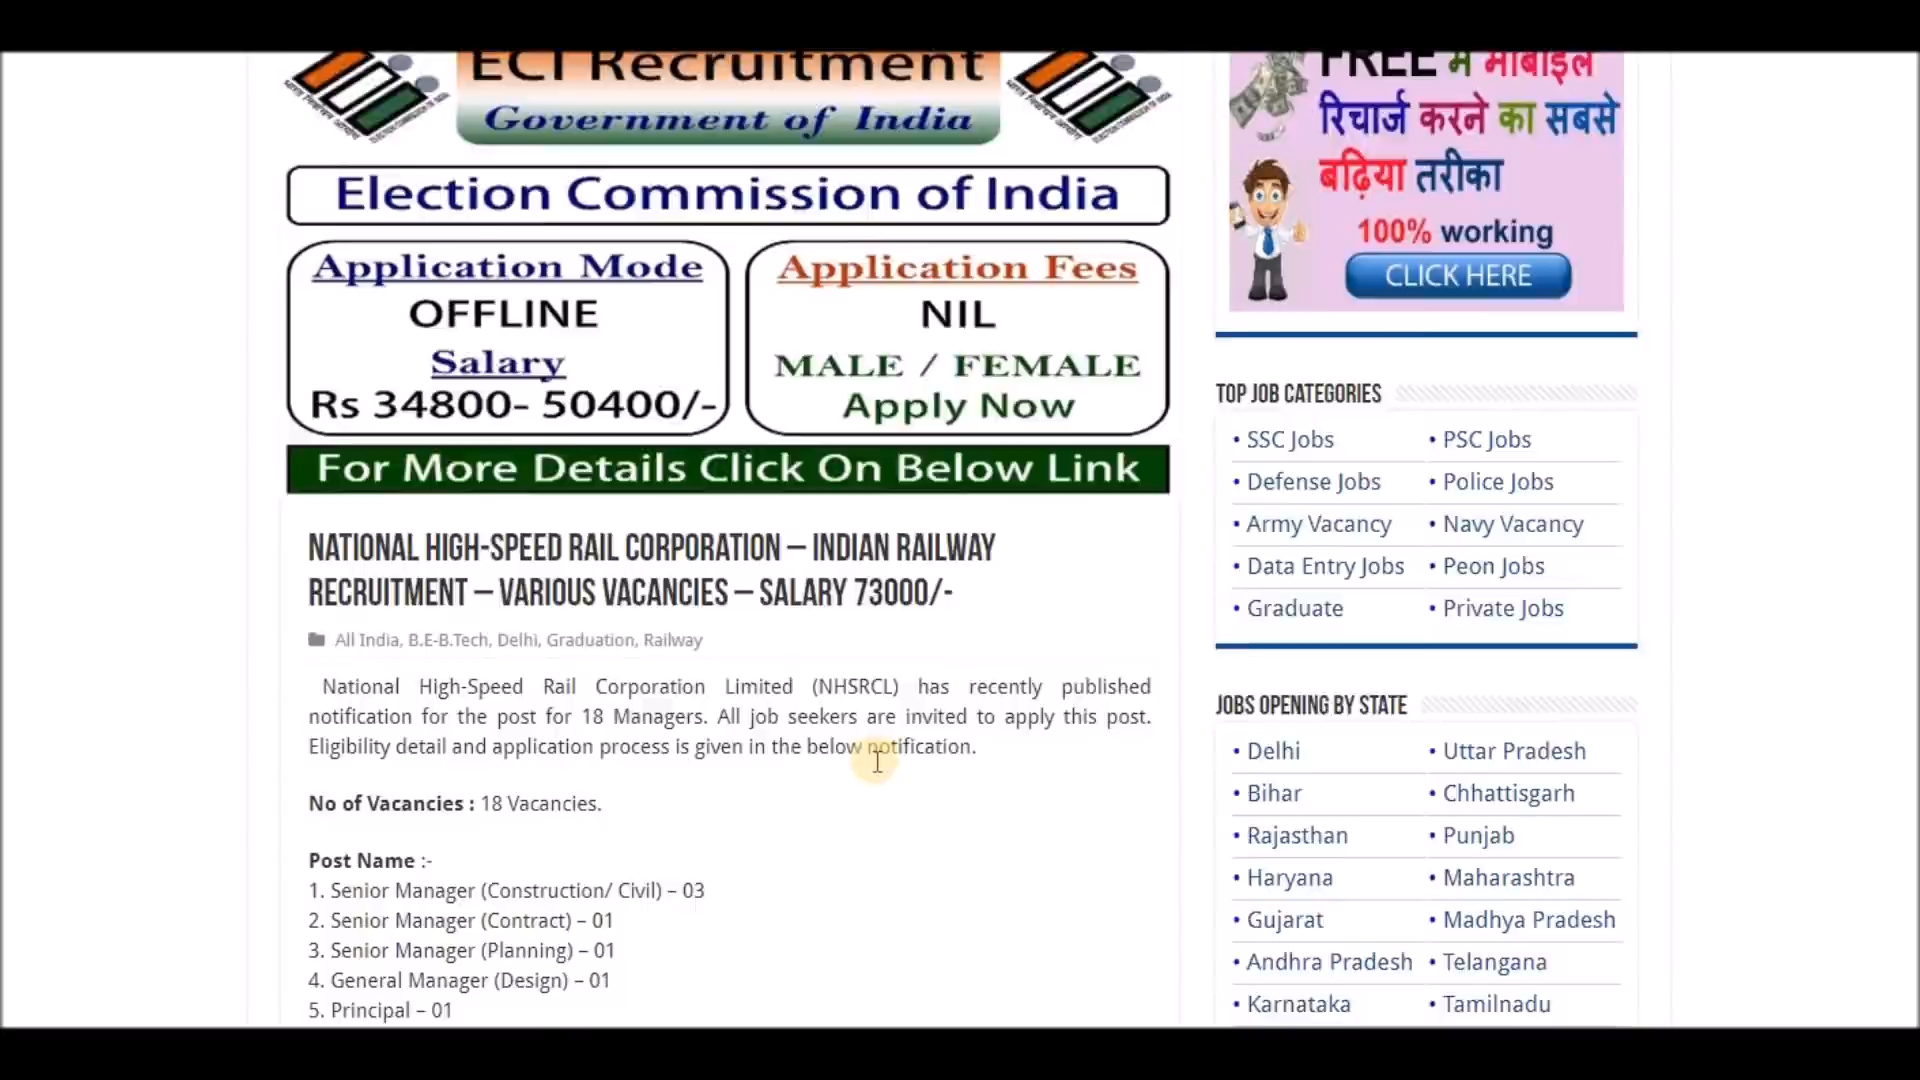 ECI Recruitment
Government of India
Election Commission of India
Application Mode
OFFLINE
Salary
Rs 34800- 50400/-
Application Fees
NIL
MALE / FEMALE
Apply Now
For More Details Click On Below Link
NATIONAL HIGH-SPEED RAIL CORPORATION – INDIAN RAILWAY
RECRUITMENT – VARIOUS VACANCIES – SALARY 73000/-
All India, B.E-B.Tech, Delhi, Graduation, Railway
National High-Speed Rail Corporation Limited (NHSRCL) has recently published
notification for the post for 18 Managers. All job seekers are invited to apply this post.
Eligibility detail and application process is given in the below notification.
No of Vacancies : 18 Vacancies.
Post Name :-
1. Senior Manager (Construction/ Civil) – 03
2. Senior Manager (Contract) – 01
3. Senior Manager (Planning) – 01
4. General Manager (Design) – 01
5. Principal – 01
FREE में मोबाइल
रिचार्ज करने का सबसे
बढ़िया तरीका
100% working
CLICK HERE
TOP JOB CATEGORIES
• SSC Jobs • PSC Jobs
• Defense Jobs • Police Jobs
• Army Vacancy • Navy Vacancy
• Data Entry Jobs • Peon Jobs
• Graduate • Private Jobs
JOBS OPENING BY STATE
• Delhi • Uttar Pradesh
• Bihar • Chhattisgarh
• Rajasthan • Punjab
• Haryana • Maharashtra
• Gujarat • Madhya Pradesh
• Andhra Pradesh • Telangana
• Karnataka • Tamilnadu